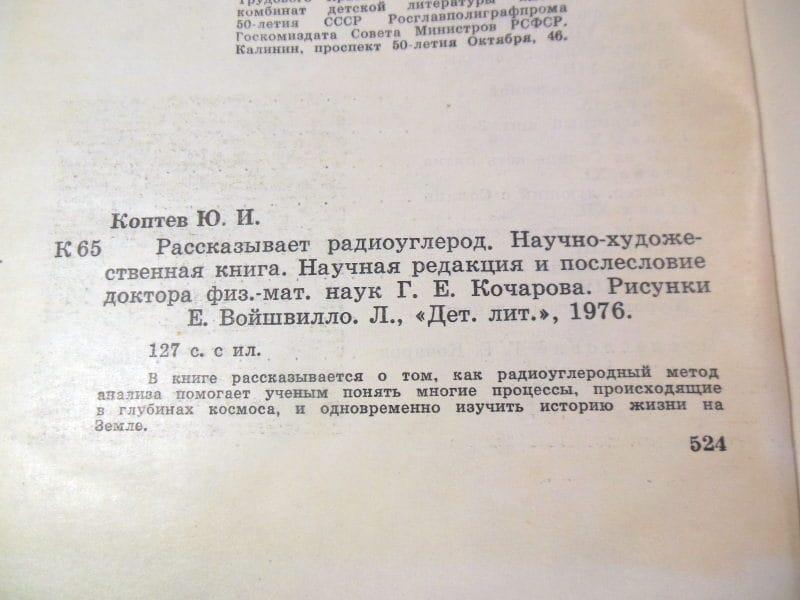 комбинат детской литературы
50-летия СССР Росглавполиграфпрома
Госкомиздата Совета Министров РСФСР.
Калинин, проспект 50-летия Октября, 46.
Коптев Ю. И.
К 65 Рассказывает радиоуглерод. Научно-художе-
ственная книга. Научная редакция и послесловие
доктора физ.-мат. наук Г. Е. Кочарова. Рисунки
Е. Войшвилло. Л., «Дет. лит.», 1976.
127 с. с ил.
В книге рассказывается о том, как радиоуглеродный метод
анализа помогает ученым понять многие процессы, происходящие
в глубинах космоса, и одновременно изучить историю жизни на
Земле.
524